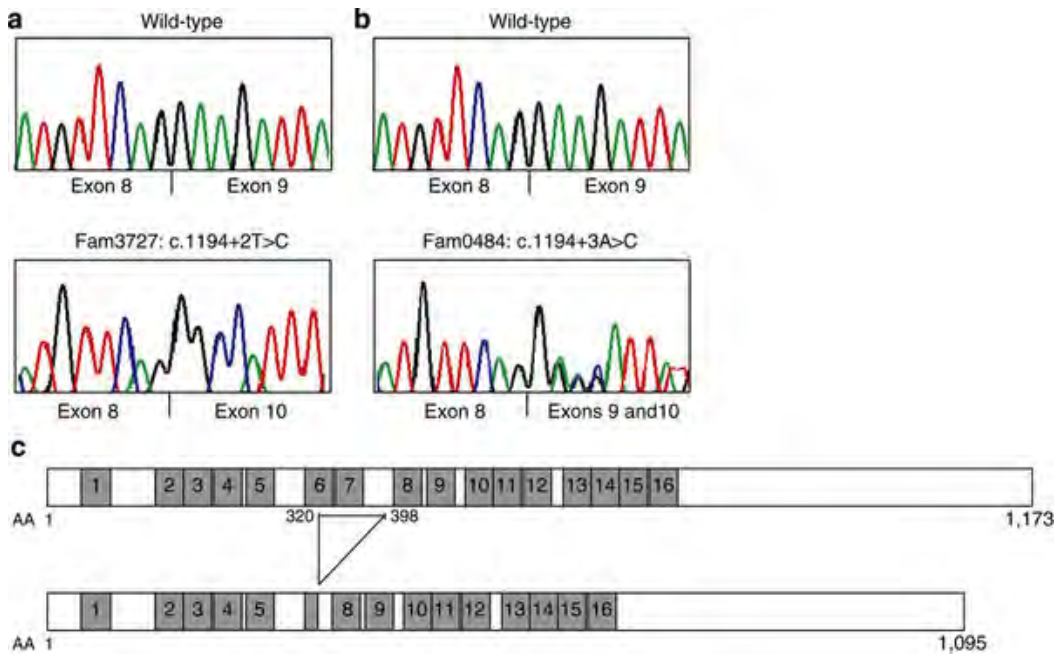 a
Wild-type
Exon 8 Exon 9
Fam3727: c.1194+2T>C
Exon 8 Exon 10
b
Wild-type
Exon 8 Exon 9
Fam0484: c.1194+3A>C
Exon 8 Exons 9 and10
c
1 2 3 4 5 6 7 8 9 10 11 12 13 14 15 16
AA 1 320 398 1,173
1 2 3 4 5 8 9 10 11 12 13 14 15 16
AA 1 1,095